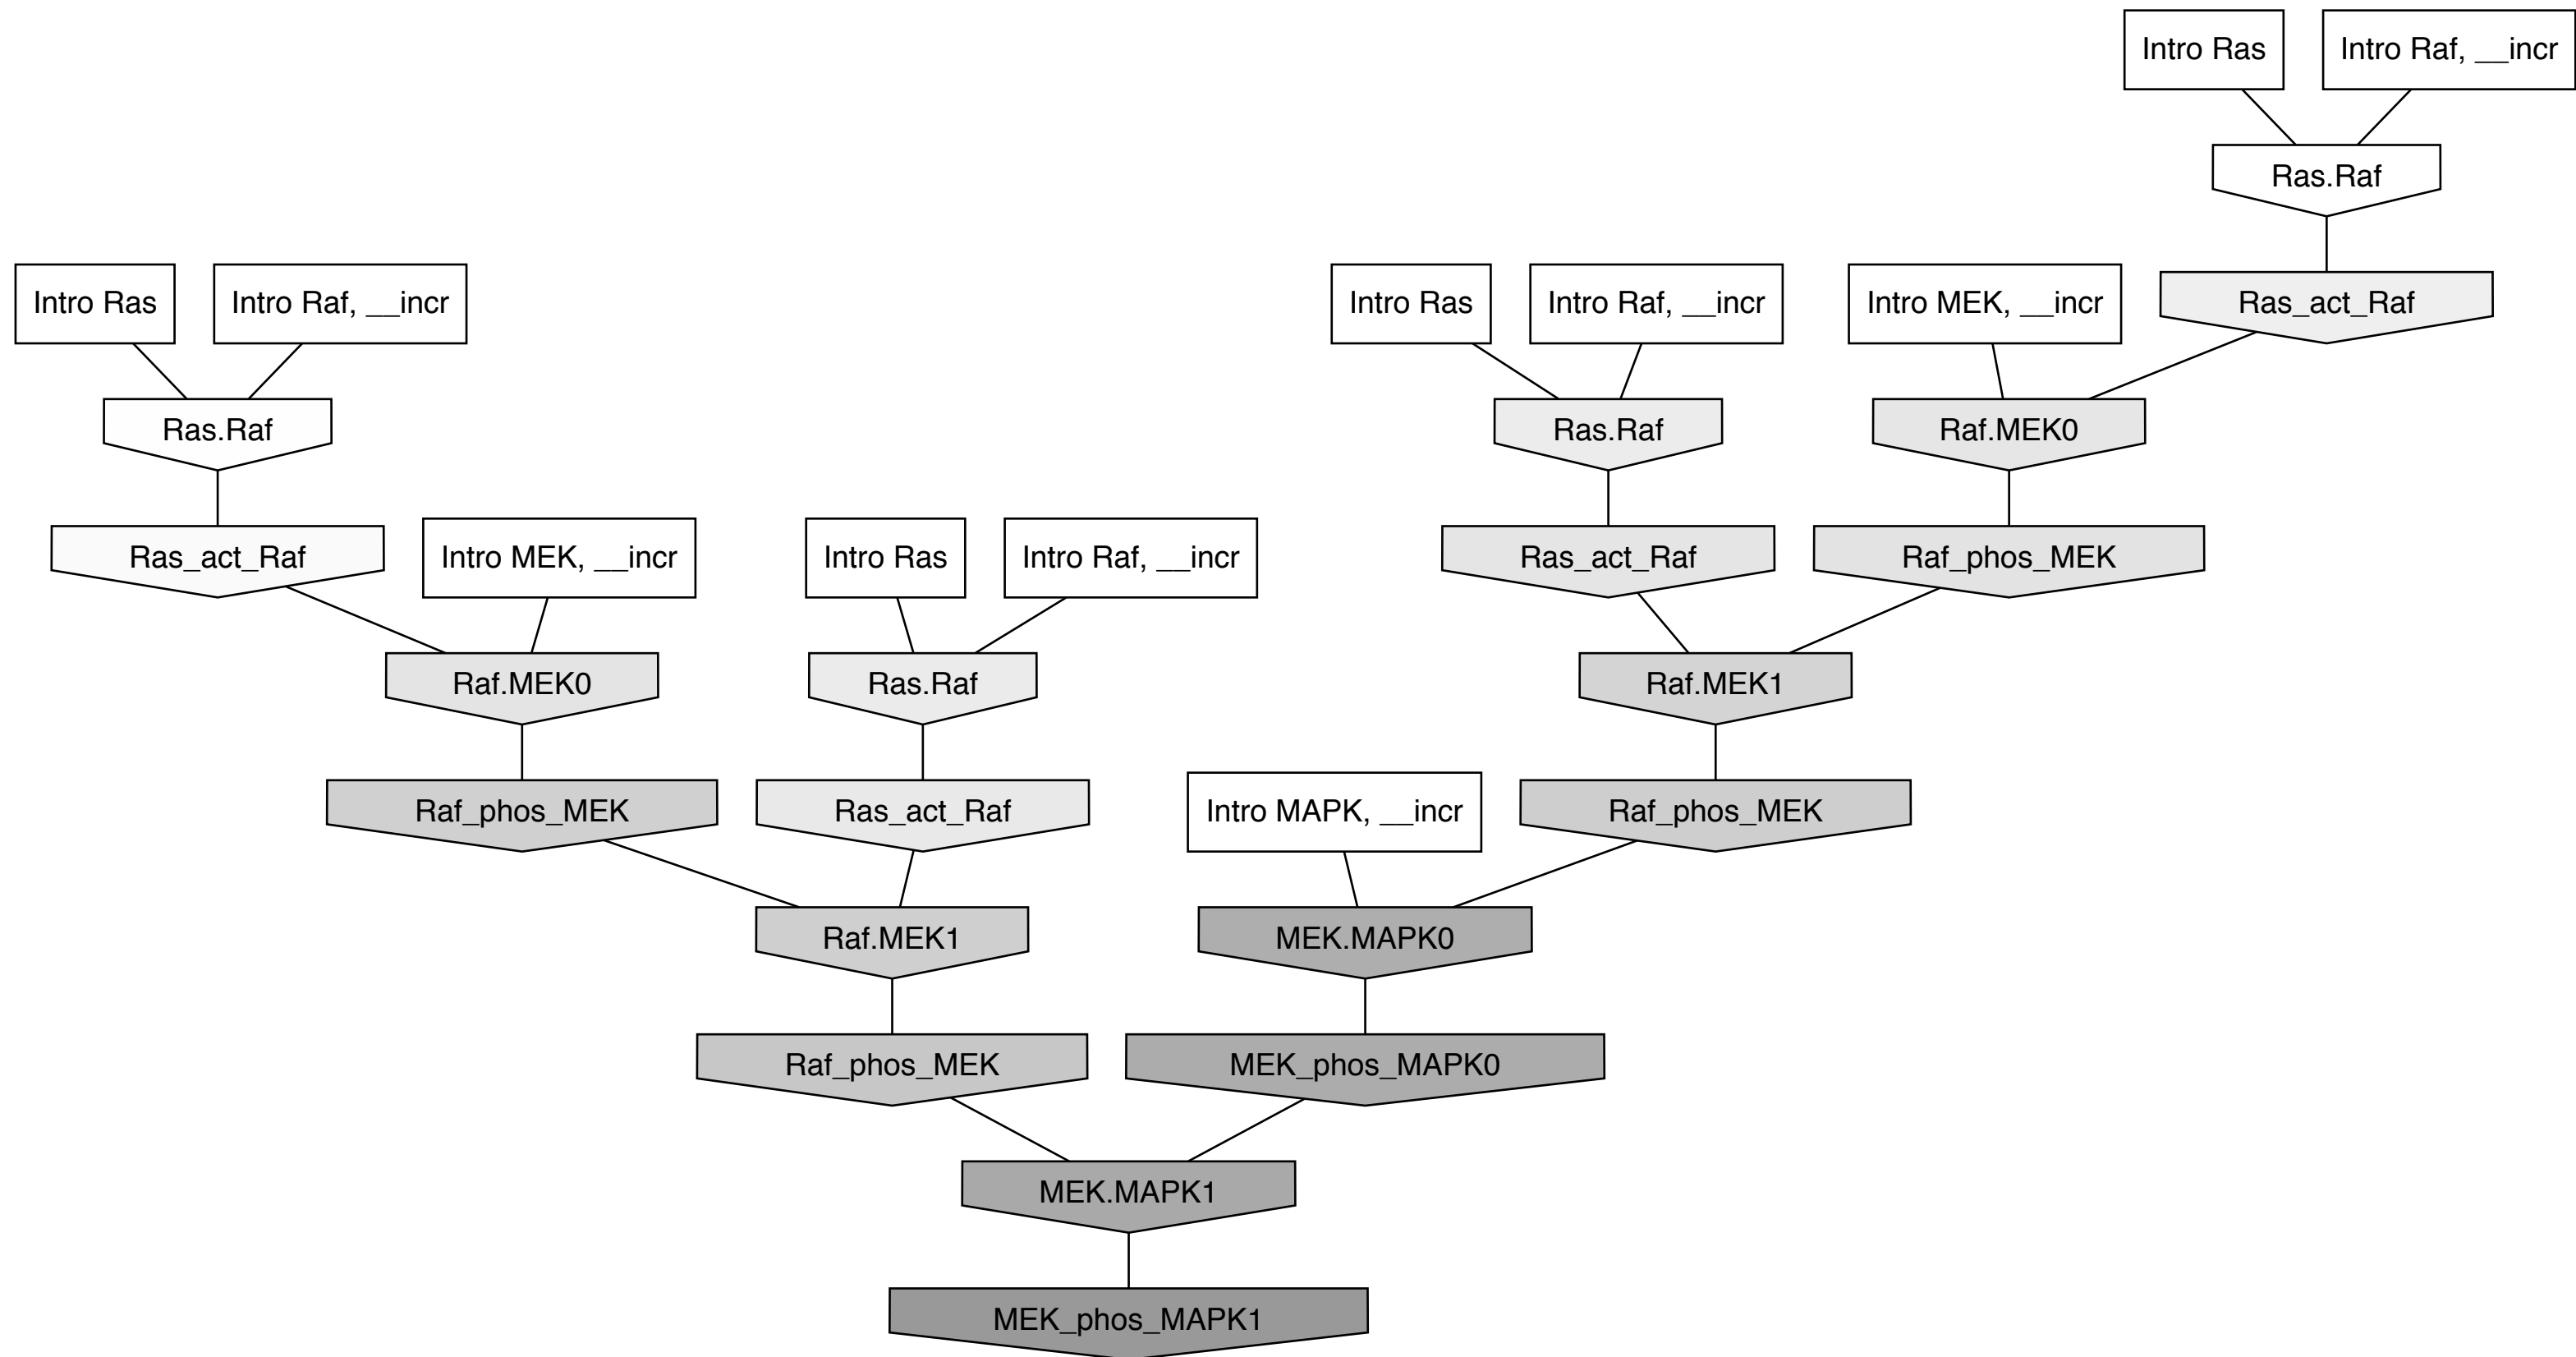 Intro Ras
Intro Raf, __incr
Ras.Raf
Intro Ras
Intro Raf, __incr
Intro Ras
Intro Raf, __incr
Intro MEK, __incr
Ras_act_Raf
Ras.Raf
Ras.Raf
Raf.MEK0
Ras_act_Raf
Intro MEK, __incr
Intro Ras
Intro Raf, __incr
Ras_act_Raf
Raf_phos_MEK
Raf.MEK0
Ras.Raf
Raf.MEK1
Raf_phos_MEK
Ras_act_Raf
Intro MAPK, __incr
Raf_phos_MEK
Raf.MEK1
MEK.MAPK0
Raf_phos_MEK
MEK_phos_MAPK0
MEK.MAPK1
MEK_phos_MAPK1